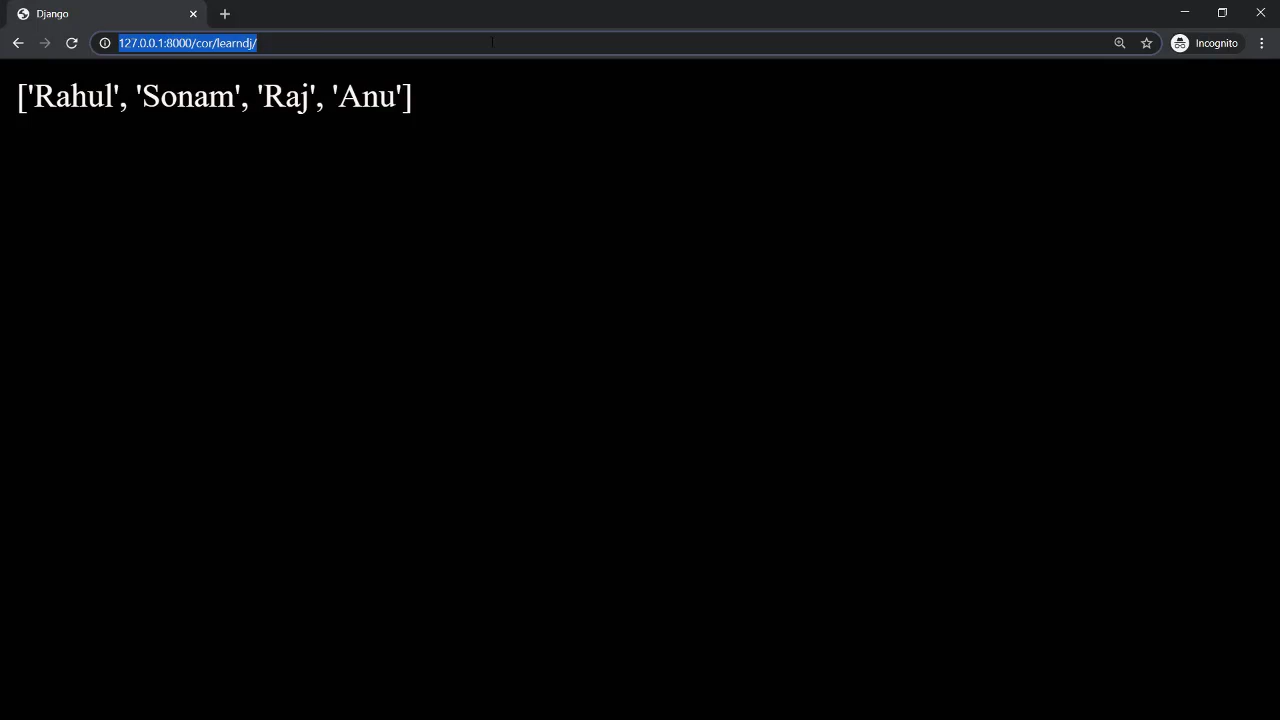 Django
127.0.0.1:8000/cor/learndj/
Incognito
['Rahul', 'Sonam', 'Raj', 'Anu']